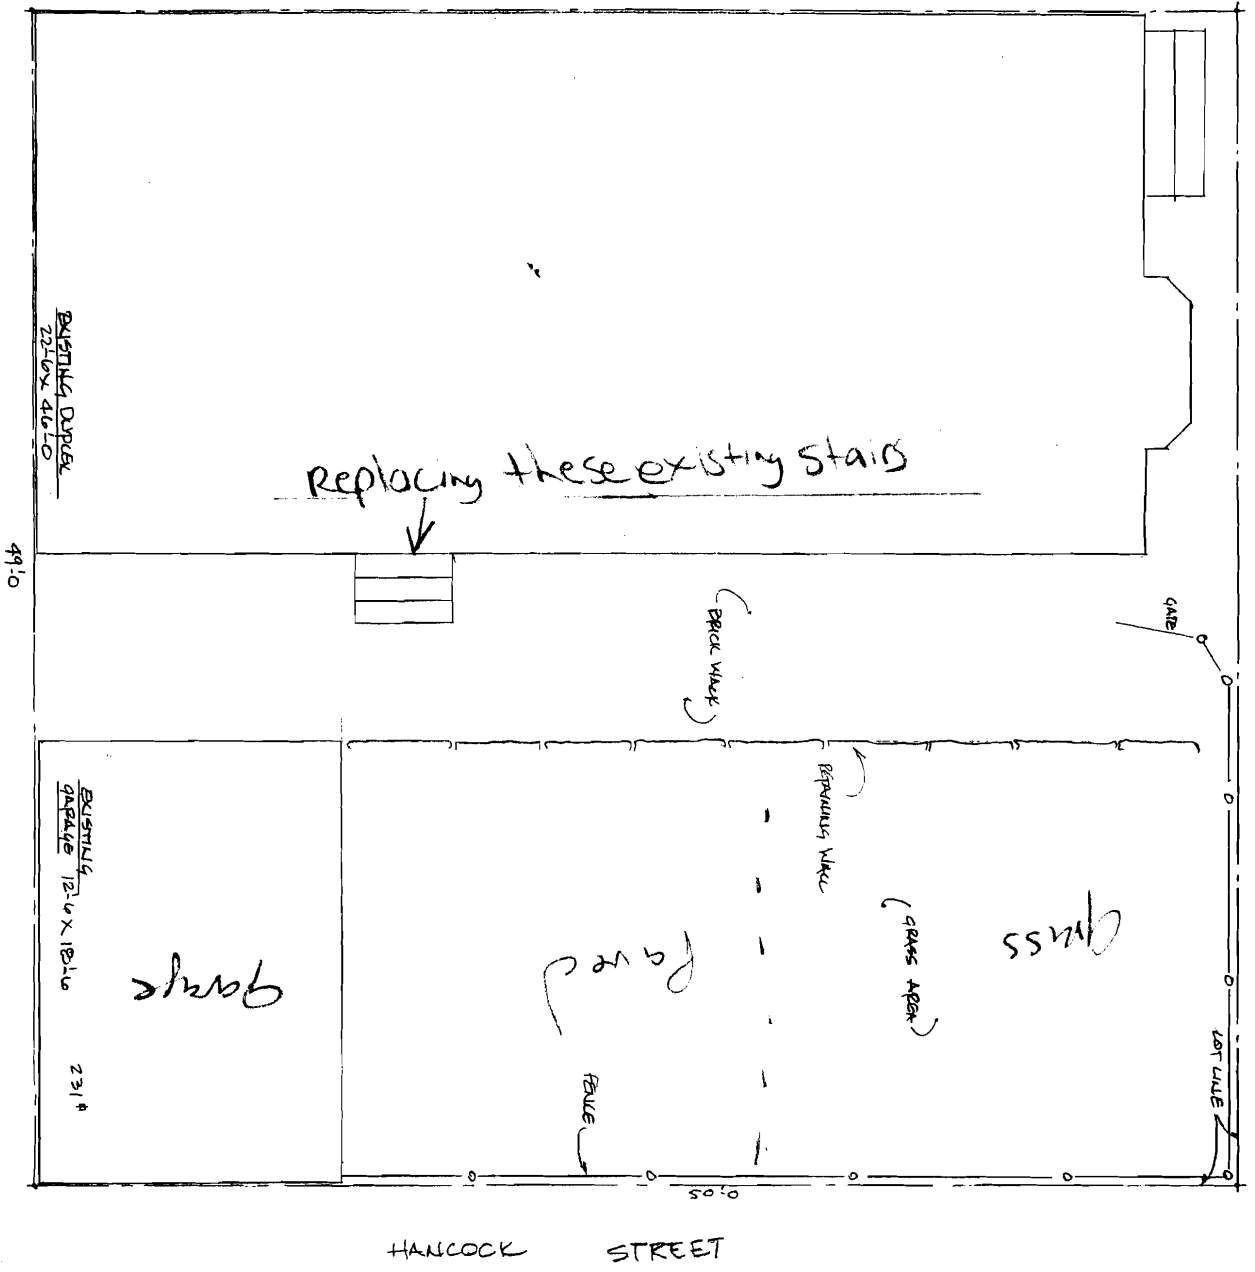 EXISTING DUPLEX
22'-6 x 46'-0
Replacing these existing stairs
49'-0
GATE
BRICK WALK
RETAINING WALL
EXISTING
GARAGE 12'-6 x 18'-6
231#
garage
Paved
GRASS AREA
grass
FENCE
LOT LINE
50'-0
HANCOCK STREET